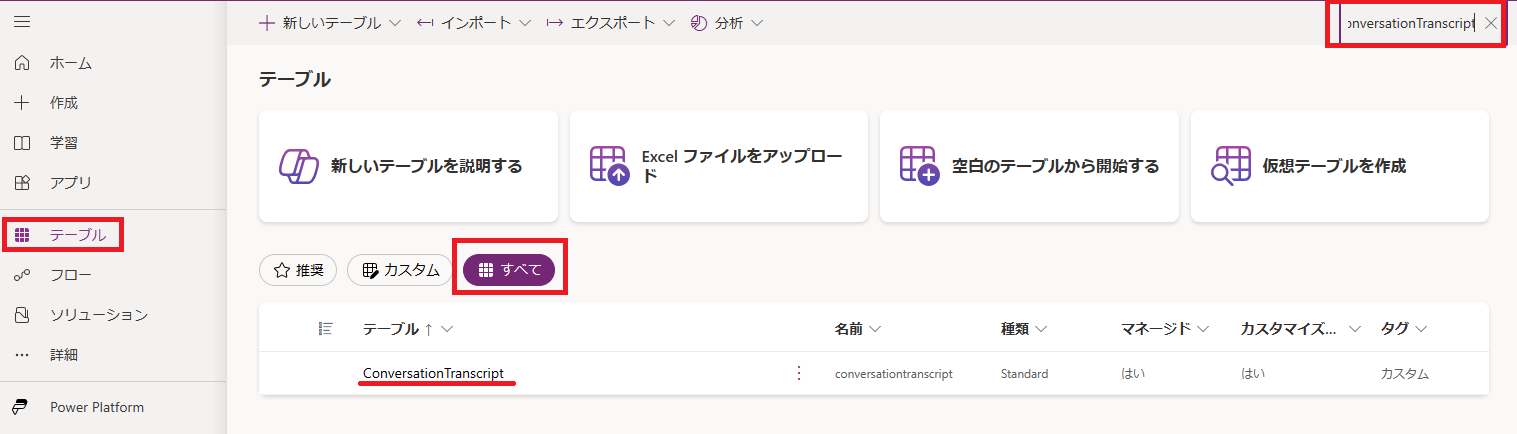 新しいテーブル
インポート
エクスポート
分析
onversationTranscript
ホーム
作成
学習
アプリ
テーブル
フロー
ソリューション
詳細
Power Platform
テーブル
新しいテーブルを説明する
Excel ファイルをアップロー
ド
空白のテーブルから開始する
仮想テーブルを作成
推奨
カスタム
すべて
テーブル ↑
名前
種類
マネージド
カスタマイズ...
タグ
ConversationTranscript
conversationtranscript
Standard
はい
はい
カスタム